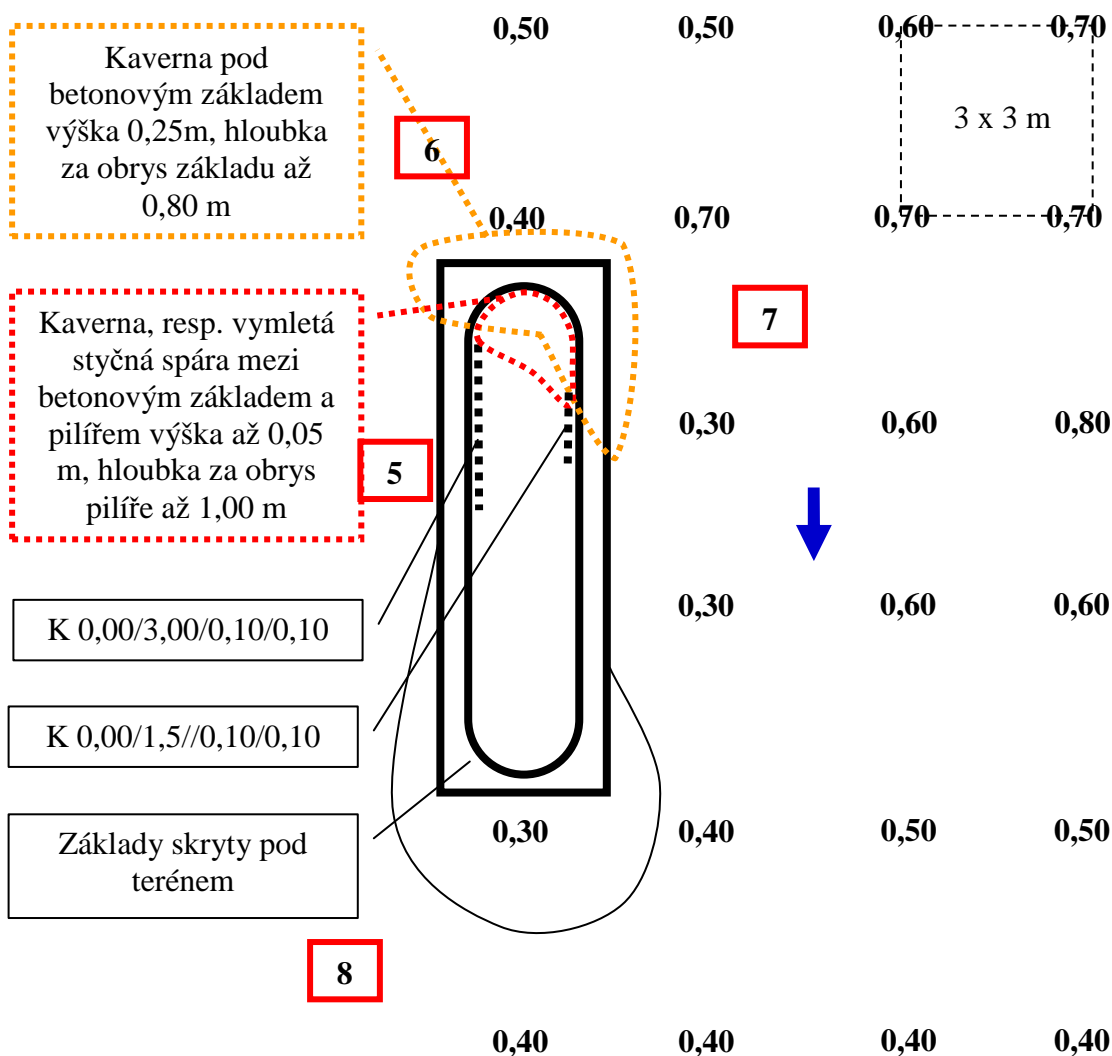 0,50 0,50 0,60 0,70
Kaverna pod
betonovým základem
výška 0,25m, hloubka
za obrys základu až
0,80 m
3 x 3 m
6
0,40 0,70 0,70 0,70
Kaverna, resp. vymletá
styčná spára mezi
betonovým základem a
pilířem výška až 0,05
m, hloubka za obrys
pilíře až 1,00 m
7
0,30 0,60 0,80
5
K 0,00/3,00/0,10/0,10
0,30 0,60 0,60
K 0,00/1,5//0,10/0,10
Základy skryty pod
terénem
0,30 0,40 0,50 0,50
8
0,40 0,40 0,40 0,40